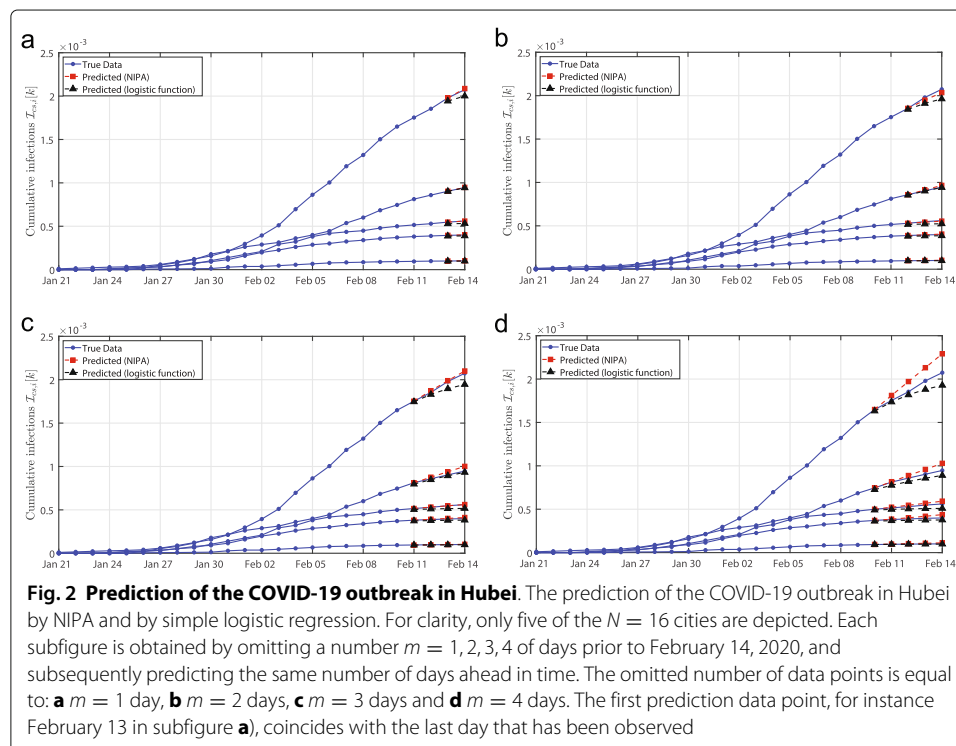 a
×10⁻³
True Data
Predicted (NIPA)
Predicted (logistic function)
Cumulative infections 𝓘cs,i[k]
2.5
2
1.5
1
0.5
0
Jan 21 Jan 24 Jan 27 Jan 30 Feb 02 Feb 05 Feb 08 Feb 11 Feb 14
b
×10⁻³
True Data
Predicted (NIPA)
Predicted (logistic function)
Cumulative infections 𝓘cs,i[k]
2.5
2
1.5
1
0.5
0
Jan 21 Jan 24 Jan 27 Jan 30 Feb 02 Feb 05 Feb 08 Feb 11 Feb 14
c
×10⁻³
True Data
Predicted (NIPA)
Predicted (logistic function)
Cumulative infections 𝓘cs,i[k]
2.5
2
1.5
1
0.5
0
Jan 21 Jan 24 Jan 27 Jan 30 Feb 02 Feb 05 Feb 08 Feb 11 Feb 14
d
×10⁻³
True Data
Predicted (NIPA)
Predicted (logistic function)
Cumulative infections 𝓘cs,i[k]
2.5
2
1.5
1
0.5
0
Jan 21 Jan 24 Jan 27 Jan 30 Feb 02 Feb 05 Feb 08 Feb 11 Feb 14
Fig. 2 Prediction of the COVID-19 outbreak in Hubei. The prediction of the COVID-19 outbreak in Hubei
by NIPA and by simple logistic regression. For clarity, only five of the N = 16 cities are depicted. Each
subfigure is obtained by omitting a number m = 1, 2, 3, 4 of days prior to February 14, 2020, and
subsequently predicting the same number of days ahead in time. The omitted number of data points is equal
to: a m = 1 day, b m = 2 days, c m = 3 days and d m = 4 days. The first prediction data point, for instance
February 13 in subfigure a), coincides with the last day that has been observed